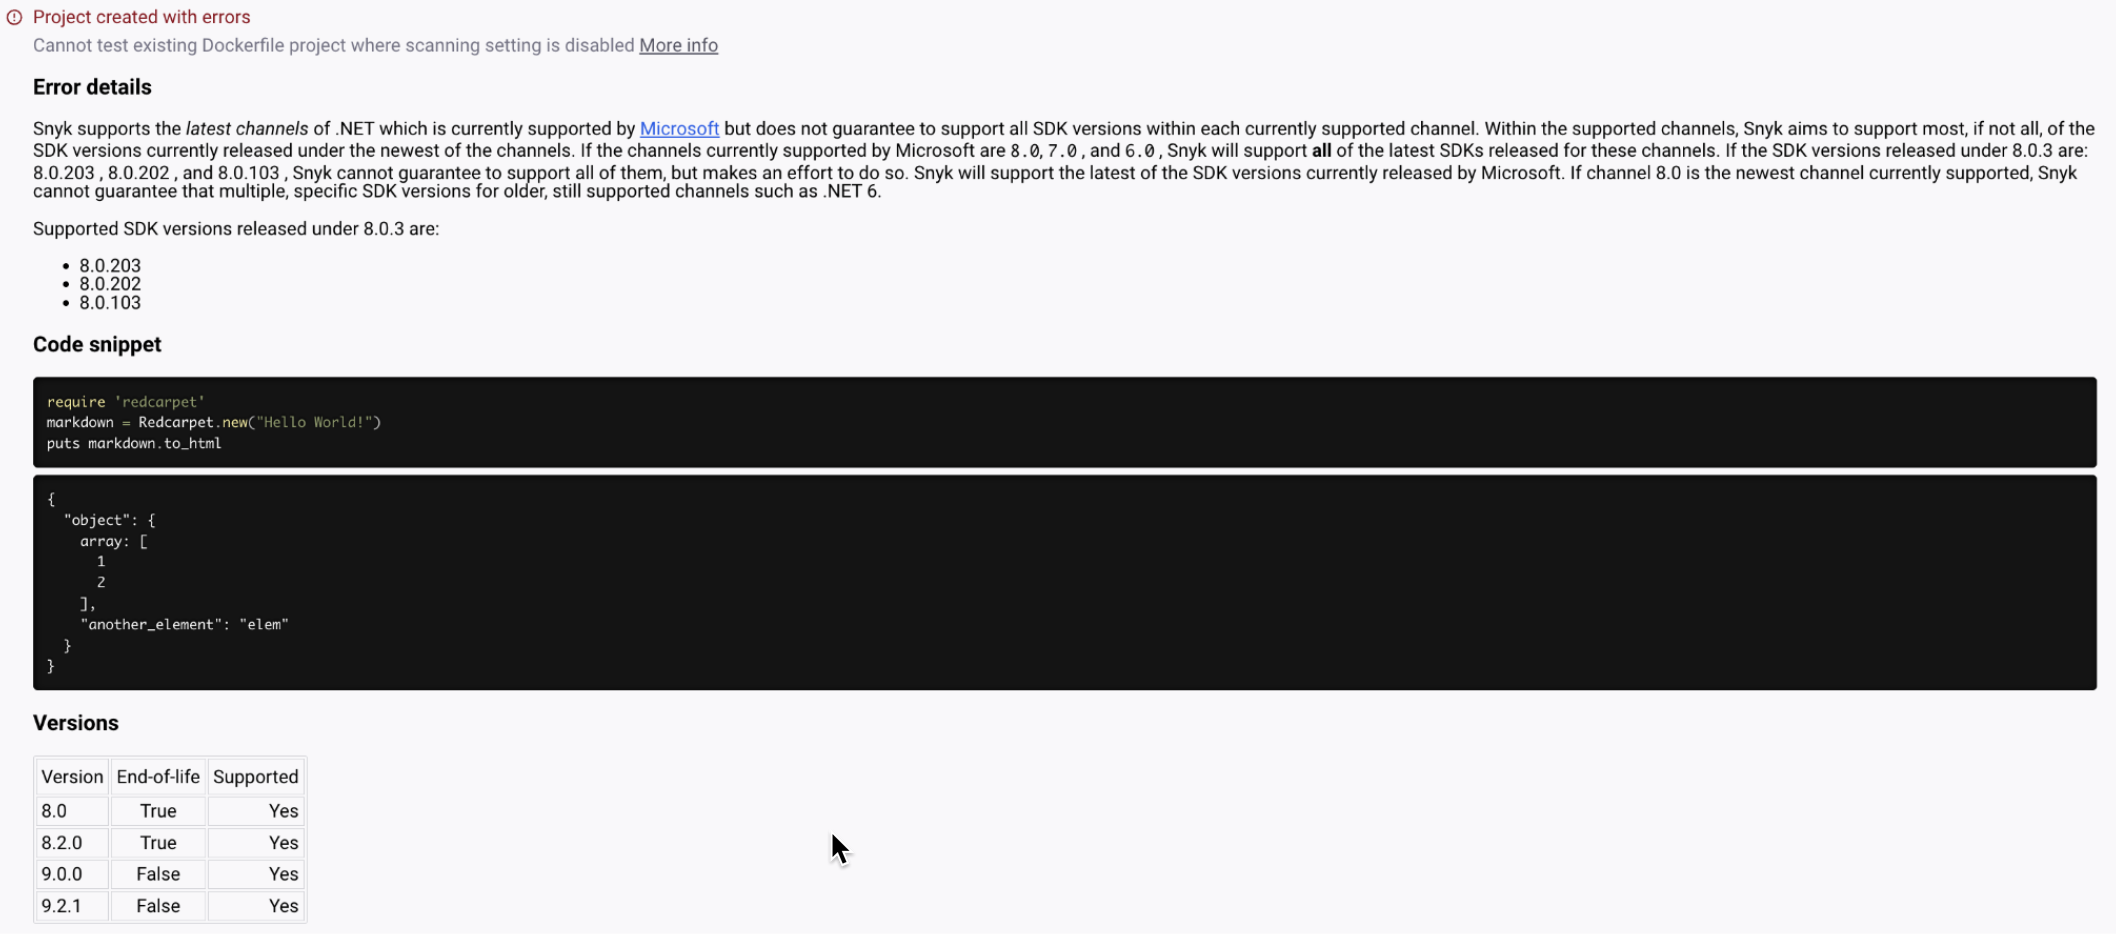 Project created with errors
Cannot test existing Dockerfile project where scanning setting is disabled More info
Error details
Snyk supports the latest channels of .NET which is currently supported by Microsoft but does not guarantee to support all SDK versions within each currently supported channel. Within the supported channels, Snyk aims to support most, if not all, of the
SDK versions currently released under the newest of the channels. If the channels currently supported by Microsoft are 8.0, 7.0 , and 6.0 , Snyk will support all of the latest SDKs released for these channels. If the SDK versions released under 8.0.3 are:
8.0.203 , 8.0.202 , and 8.0.103 , Snyk cannot guarantee to support all of them, but makes an effort to do so. Snyk will support the latest of the SDK versions currently released by Microsoft. If channel 8.0 is the newest channel currently supported, Snyk
cannot guarantee that multiple, specific SDK versions for older, still supported channels such as .NET 6.
Supported SDK versions released under 8.0.3 are:
• 8.0.203
• 8.0.202
• 8.0.103
Code snippet
require 'redcarpet'
markdown = Redcarpet.new("Hello World!")
puts markdown.to_html
{
  "object": {
    array: [
      1
      2
    ],
    "another_element": "elem"
  }
}
Versions
Version End-of-life Supported
8.0 True Yes
8.2.0 True Yes
9.0.0 False Yes
9.2.1 False Yes